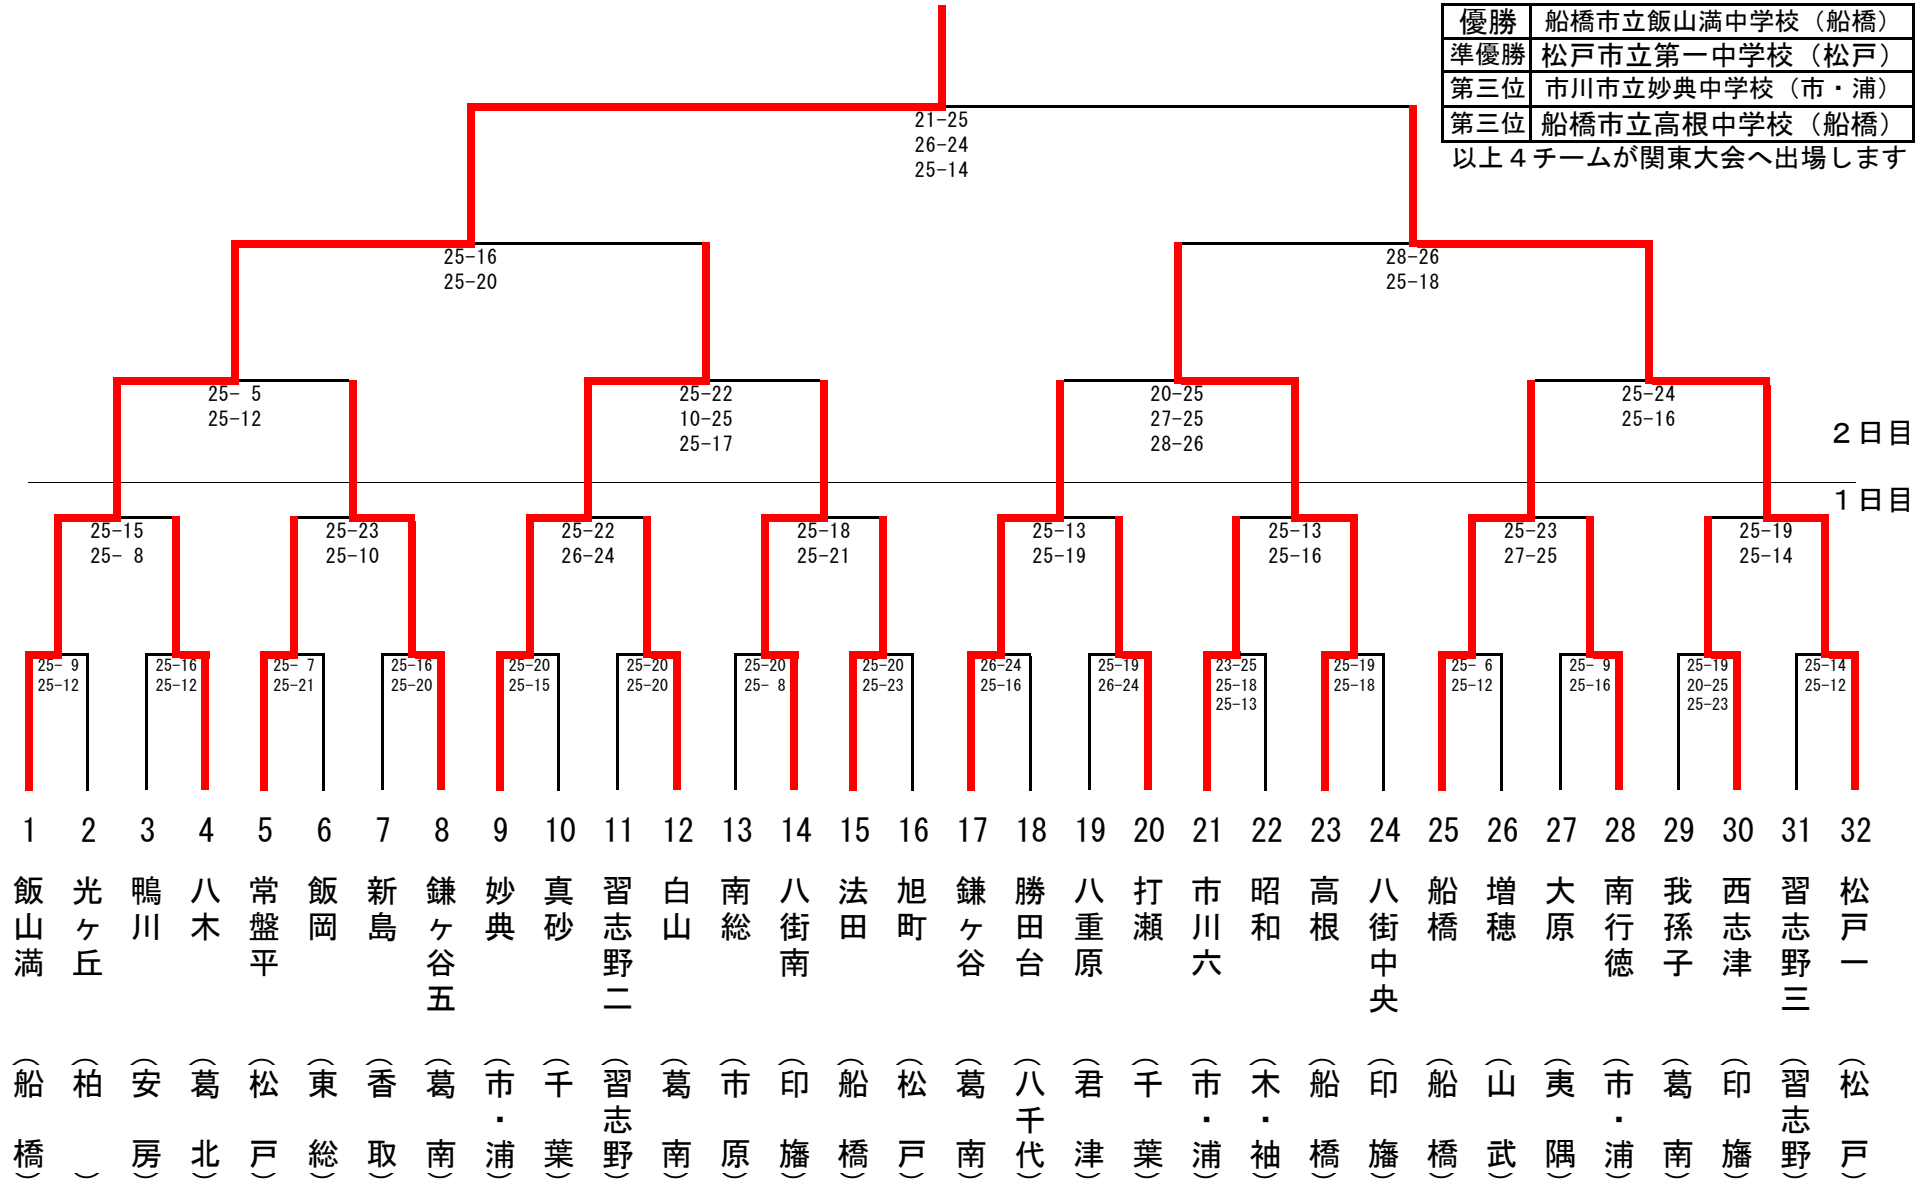 優勝 船橋市立飯山満中学校（船橋）
準優勝 松戸市立第一中学校（松戸）
第三位 市川市立妙典中学校（市・浦）
第三位 船橋市立高根中学校（船橋）
以上４チームが関東大会へ出場します
21-25
26-24
25-14
25-16
25-20
28-26
25-18
25- 5
25-12
25-22
10-25
25-17
20-25
27-25
28-26
25-24
25-16
２日目
１日目
25-15
25- 8
25-23
25-10
25-22
26-24
25-18
25-21
25-13
25-19
25-13
25-16
25-23
27-25
25-19
25-14
25- 9
25-12
25-16
25-12
25- 7
25-21
25-16
25-20
25-20
25-15
25-20
25-20
25-20
25- 8
25-20
25-23
26-24
25-16
25-19
26-24
23-25
25-18
25-13
25-19
25-18
25- 6
25-12
25- 9
25-16
25-19
20-25
25-23
25-14
25-12
1 飯山満（船橋）
2 光ヶ丘（柏）
3 鴨川（安房）
4 八木（葛北）
5 常盤平（松戸）
6 飯岡（東総）
7 新島（香取）
8 鎌ヶ谷五（葛南）
9 妙典（市・浦）
10 真砂（千葉）
11 習志野二（習志野）
12 白山（葛南）
13 南総（市原）
14 八街南（印旛）
15 法田（船橋）
16 旭町（松戸）
17 鎌ヶ谷（葛南）
18 勝田台（八千代）
19 八重原（君津）
20 打瀬（千葉）
21 市川六（市・浦）
22 昭和（木・袖）
23 高根（船橋）
24 八街中央（印旛）
25 船橋（船橋）
26 増穂（山武）
27 大原（夷隅）
28 南行徳（市・浦）
29 我孫子（葛南）
30 西志津（印旛）
31 習志野三（習志野）
32 松戸一（松戸）